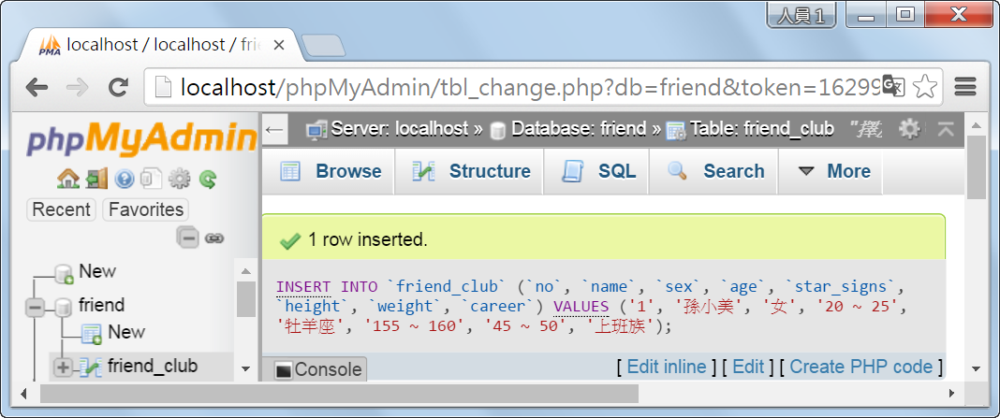 人員 1
PMA localhost / localhost / frie
localhost/phpMyAdmin/tbl_change.php?db=friend&token=16299
phpMyAdmin
Recent Favorites
New
friend
New
friend_club
Server: localhost » Database: friend » Table: friend_club
Browse Structure SQL Search More
1 row inserted.
INSERT INTO `friend_club` (`no`, `name`, `sex`, `age`, `star_signs`,
`height`, `weight`, `career`) VALUES ('1', '孫小美', '女', '20 ~ 25',
'牡羊座', '155 ~ 160', '45 ~ 50', '上班族');
Console
[ Edit inline ] [ Edit ] [ Create PHP code ]